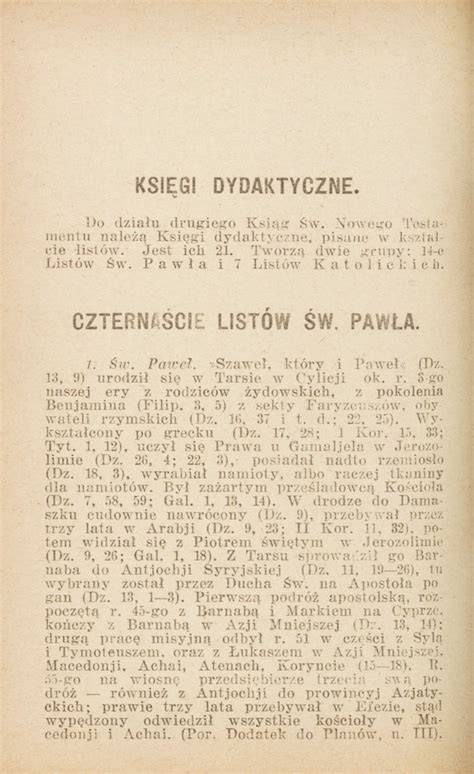 KSIĘGI DYDAKTYCZNE.
Do działu drugiego Ksiąg Św. Nowego Testa-
mentu należą Księgi dydaktyczne, pisane w kształ-
cie listów. Jest ich 21. Tworzą dwie grupy: 14-e
Listów Św. Pawła i 7 Listów Katolickich.
CZTERNAŚCIE LISTÓW ŚW. PAWŁA.
1. Św. Paweł. »Szaweł, który i Paweł« (Dz.
13, 9) urodził się w Tarsie w Cylicji ok. r. 3-go
naszej ery z rodziców żydowskich, z pokolenia
Benjamina (Filip. 3, 5) z sekty Faryzeuszów, oby-
wateli rzymskich (Dz. 16, 37 i t. d.; 22, 25). Wy-
kształcony po grecku (Dz. 17, 28; I Kor. 15, 33;
Tyt. 1, 12), uczył się Prawa u Gamaljela w Jerozo-
limie (Dz. 26, 4; 22, 3), posiadał nadto rzemiosło
(Dz. 18, 3), wyrabiał namioty, albo raczej tkaniny
dla namiotów. Był zażartym prześladowcą Kościoła
(Dz. 7, 58, 59; Gal. 1, 13, 14). W drodze do Dama-
szku cudownie nawrócony (Dz. 9), przebywał przez
trzy lata w Arabji (Dz. 9, 23; II Kor. 11, 32), po-
tem widział się z Piotrem świętym w Jerozolimie
(Dz. 9, 26; Gal. 1, 18). Z Tarsu sprowadził go Bar-
naba do Antjochji Syryjskiej (Dz. 11, 19—26), tu
wybrany został przez Ducha Św. na Apostoła po
gan (Dz. 13, 1—3). Pierwszą podróż apostolską, roz-
poczętą r. 45-go z Barnabą i Markiem na Cyprze,
kończy z Barnabą w Azji Mniejszej (Dz. 13, 14);
drugą pracę misyjną odbył r. 51 w części z Sylą
i Tymoteuszem, oraz z Łukaszem w Azji Mniejszej,
Macedonji, Achai, Atenach, Koryncie (15—18). R.
55-go na wiosnę przedsiębierze trzecią swą po-
dróż — również z Antjochji do prowincyj Azjaty-
ckich; prawie trzy lata przebywał w Efezie, stąd
wypędzony odwiedził wszystkie kościoły w Ma-
cedonji i Achai. (Por. Dodatek do Planów, n. III).